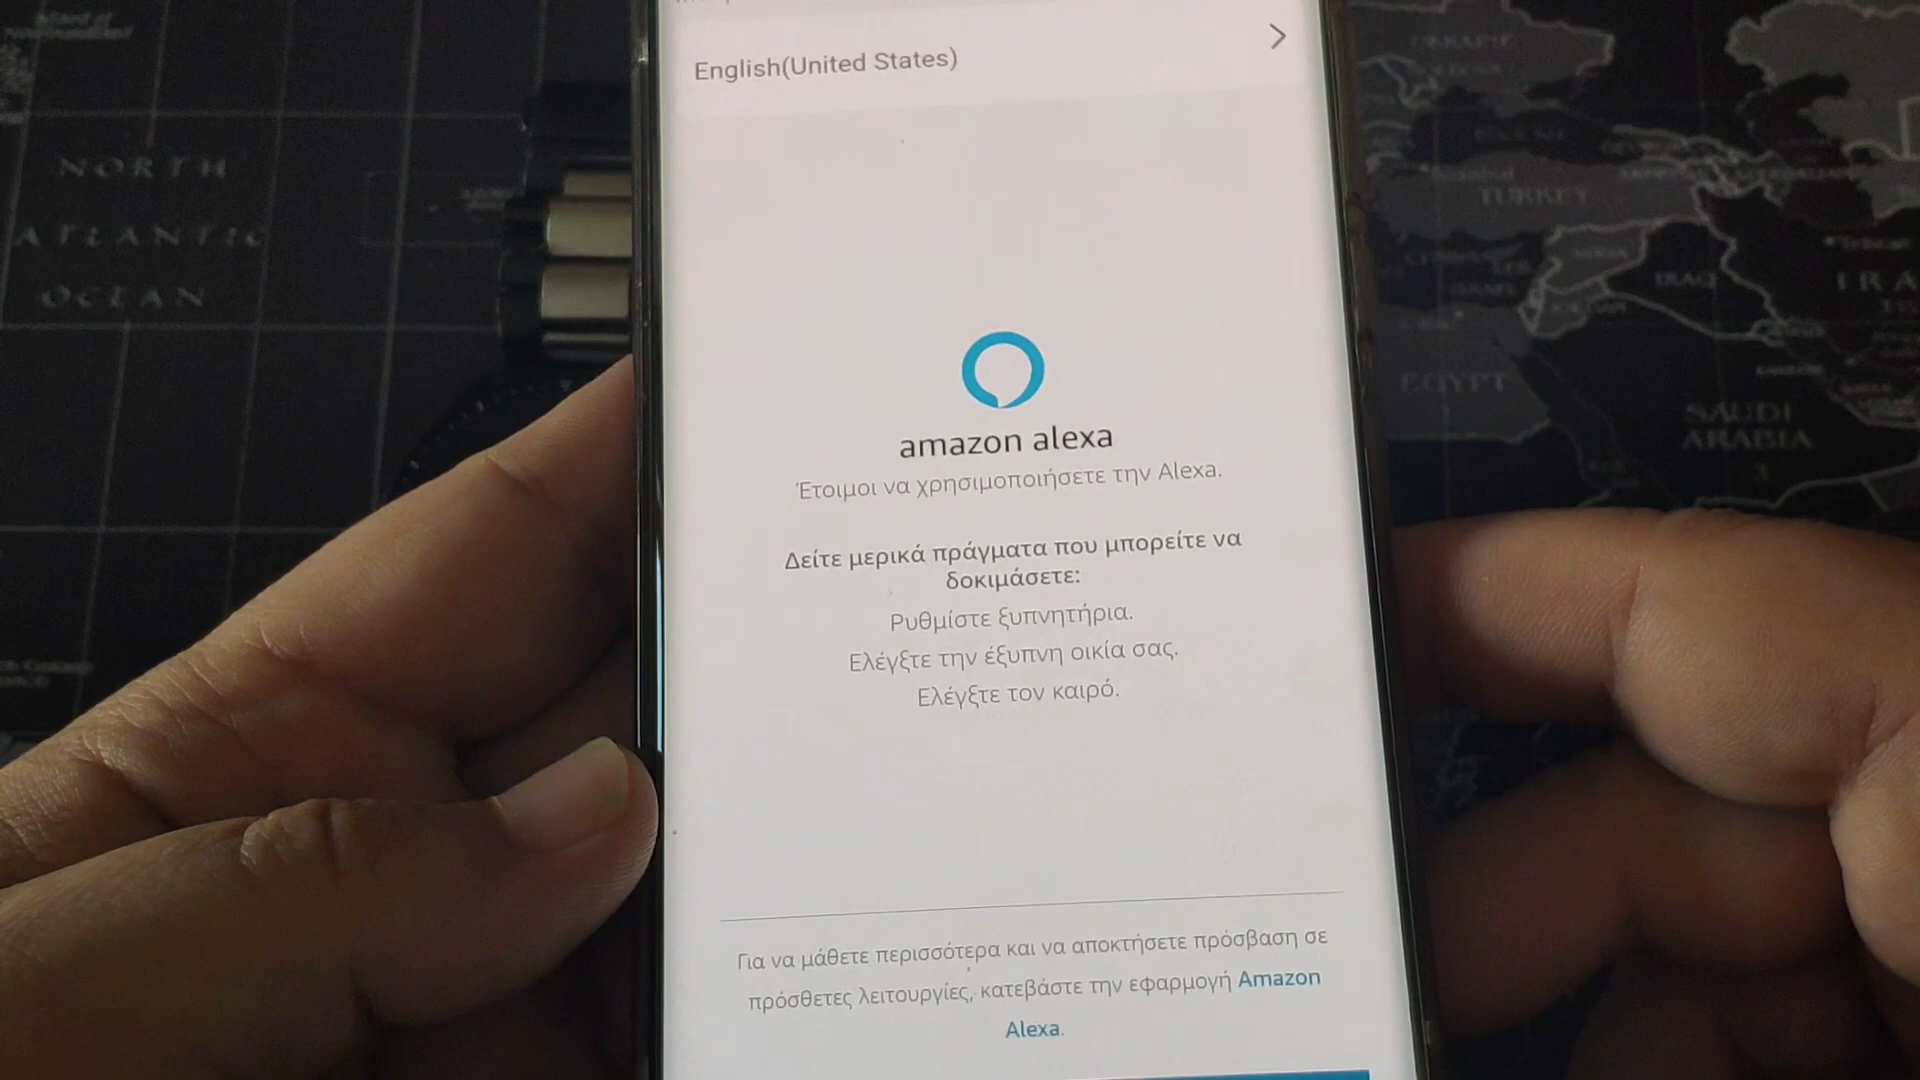 English(United States)
amazon alexa
Έτοιμοι να χρησιμοποιήσετε την Alexa.
Δείτε μερικά πράγματα που μπορείτε να
δοκιμάσετε:
Ρυθμίστε ξυπνητήρια.
Ελέγξτε την έξυπνη οικία σας.
Ελέγξτε τον καιρό.
Για να μάθετε περισσότερα και να αποκτήσετε πρόσβαση σε
πρόσθετες λειτουργίες, κατεβάστε την εφαρμογή Amazon
Alexa.
NORTH
ATLANTIC
OCEAN
UKRAINE
TURKEY
IRAQ
EGYPT
SAUDI
ARABIA